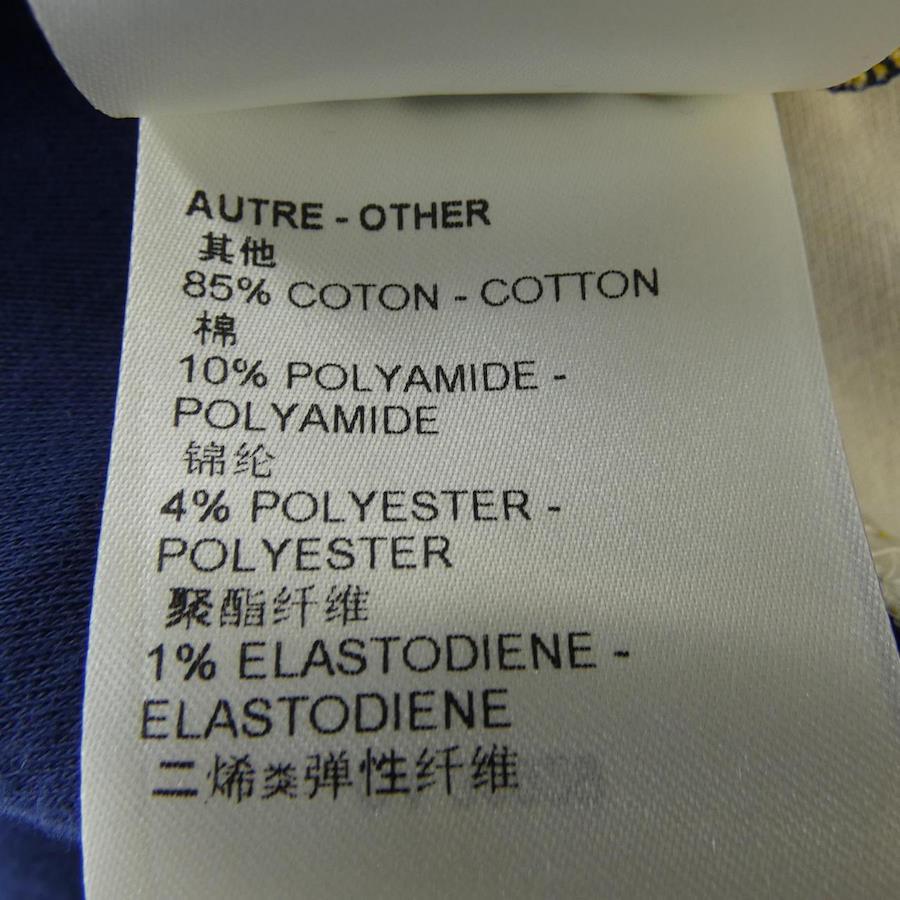 AUTRE - OTHER
其他
85% COTON - COTTON
棉
10% POLYAMIDE -
POLYAMIDE
锦纶
4% POLYESTER -
POLYESTER
聚酯纤维
1% ELASTODIENE -
ELASTODIENE
二烯类弹性纤维